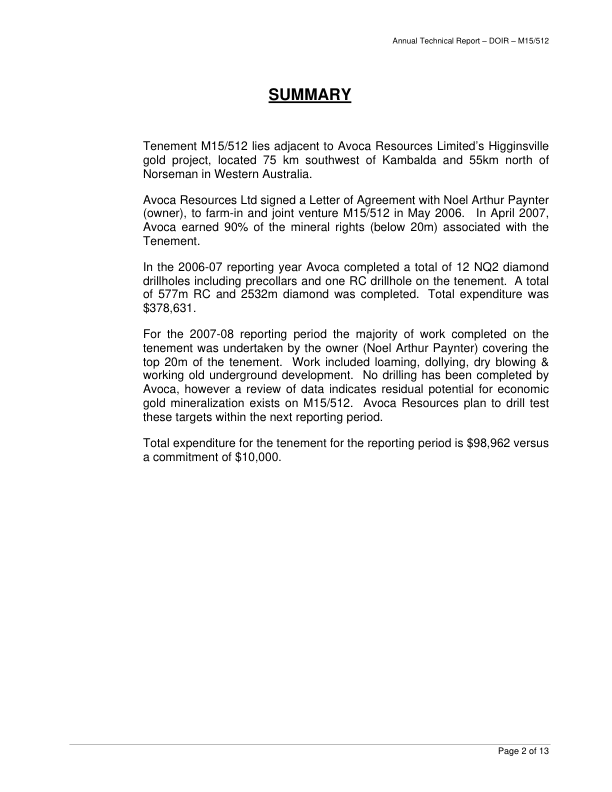 Annual Technical Report – DOIR – M15/512
SUMMARY
Tenement M15/512 lies adjacent to Avoca Resources Limited's Higginsville
gold project, located 75 km southwest of Kambalda and 55km north of
Norseman in Western Australia.
Avoca Resources Ltd signed a Letter of Agreement with Noel Arthur Paynter
(owner), to farm-in and joint venture M15/512 in May 2006. In April 2007,
Avoca earned 90% of the mineral rights (below 20m) associated with the
Tenement.
In the 2006-07 reporting year Avoca completed a total of 12 NQ2 diamond
drillholes including precollars and one RC drillhole on the tenement. A total
of 577m RC and 2532m diamond was completed. Total expenditure was
$378,631.
For the 2007-08 reporting period the majority of work completed on the
tenement was undertaken by the owner (Noel Arthur Paynter) covering the
top 20m of the tenement. Work included loaming, dollying, dry blowing &
working old underground development. No drilling has been completed by
Avoca, however a review of data indicates residual potential for economic
gold mineralization exists on M15/512. Avoca Resources plan to drill test
these targets within the next reporting period.
Total expenditure for the tenement for the reporting period is $98,962 versus
a commitment of $10,000.
Page 2 of 13